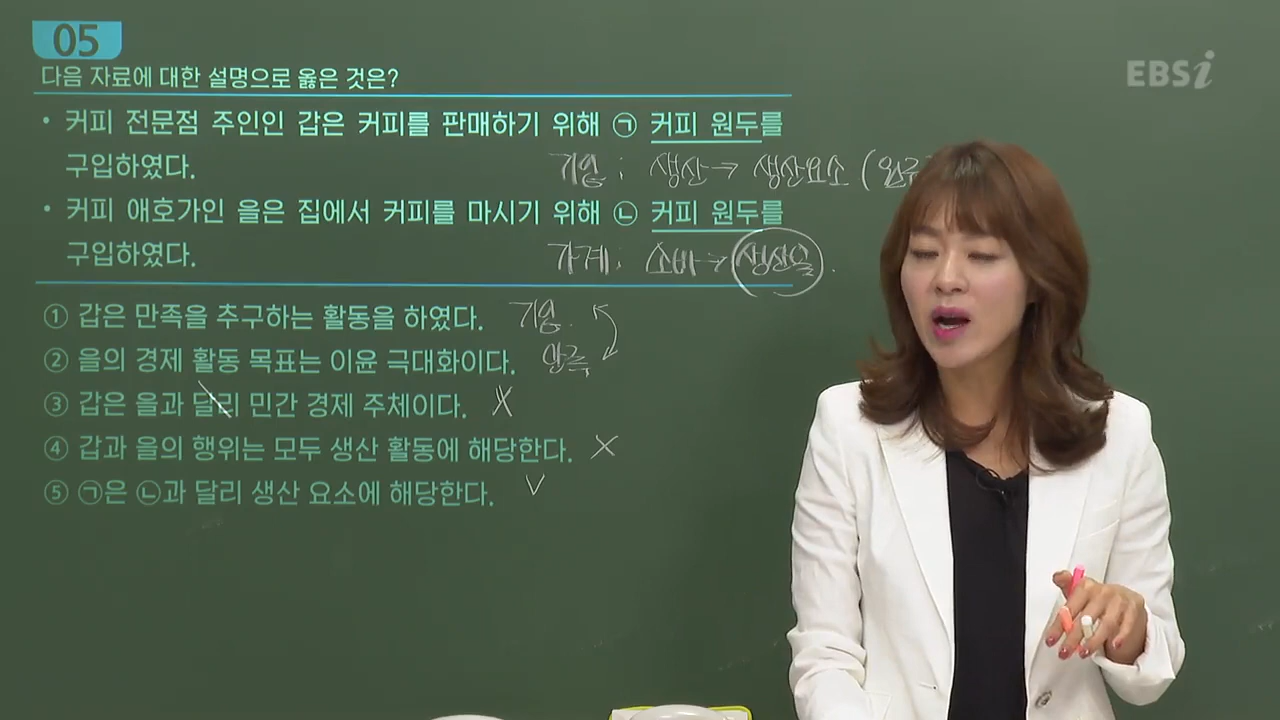 05
EBSi
다음 자료에 대한 설명으로 옳은 것은?
• 커피 전문점 주인인 갑은 커피를 판매하기 위해 ㉠ 커피 원두를
구입하였다.
기업 : 생산 → 생산요소 (원두
• 커피 애호가인 을은 집에서 커피를 마시기 위해 ㉡ 커피 원두를
구입하였다.
가계 : 소비 → 생산물
① 갑은 만족을 추구하는 활동을 하였다. 기업.
② 을의 경제 활동 목표는 이윤 극대화이다. 만족
③ 갑은 을과 달리 민간 경제 주체이다. X
④ 갑과 을의 행위는 모두 생산 활동에 해당한다. X
⑤ ㉠은 ㉡과 달리 생산 요소에 해당한다. V